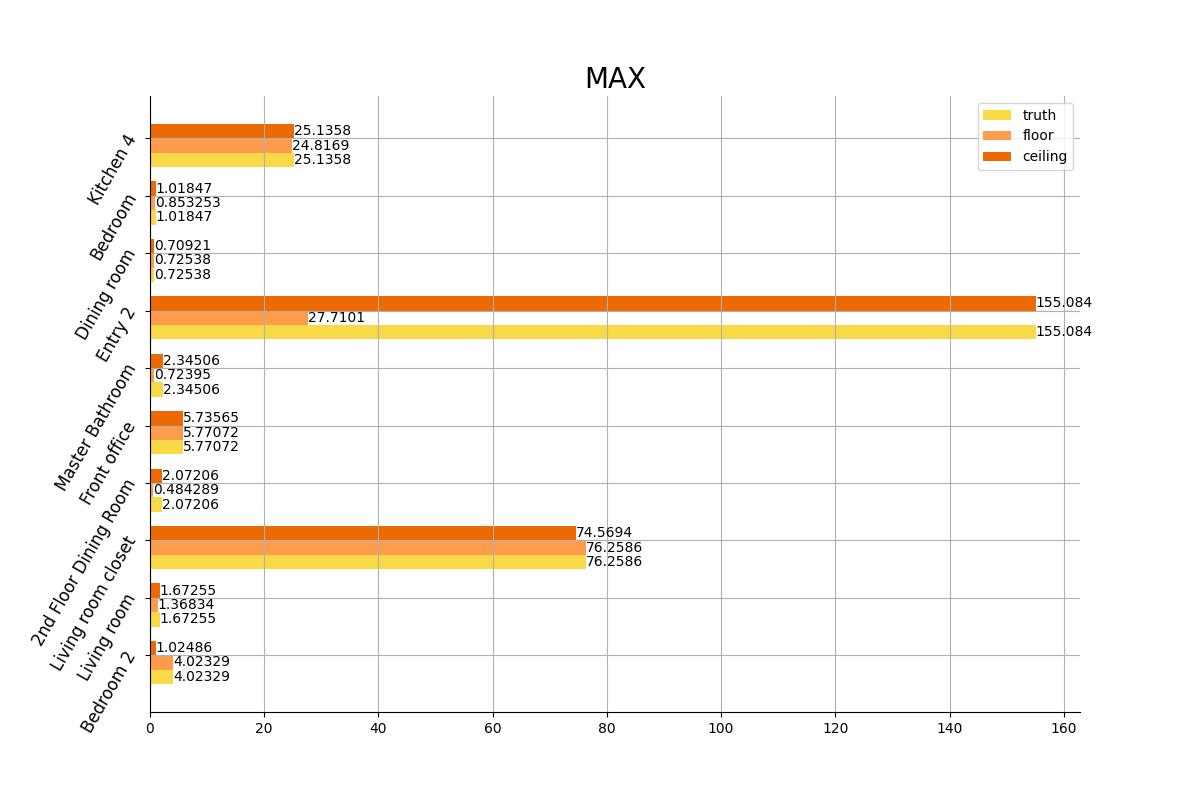 MAX
truth
floor
ceiling
Kitchen 4
25.1358
24.8169
25.1358
Bedroom
1.01847
0.853253
1.01847
Dining room
0.70921
0.72538
0.72538
Entry 2
155.084
27.7101
155.084
Master Bathroom
2.34506
0.72395
2.34506
Front office
5.73565
5.77072
5.77072
2nd Floor Dining Room
2.07206
0.484289
2.07206
Living room closet
74.5694
76.2586
76.2586
Living room
1.67255
1.36834
1.67255
Bedroom 2
1.02486
4.02329
4.02329
0 20 40 60 80 100 120 140 160